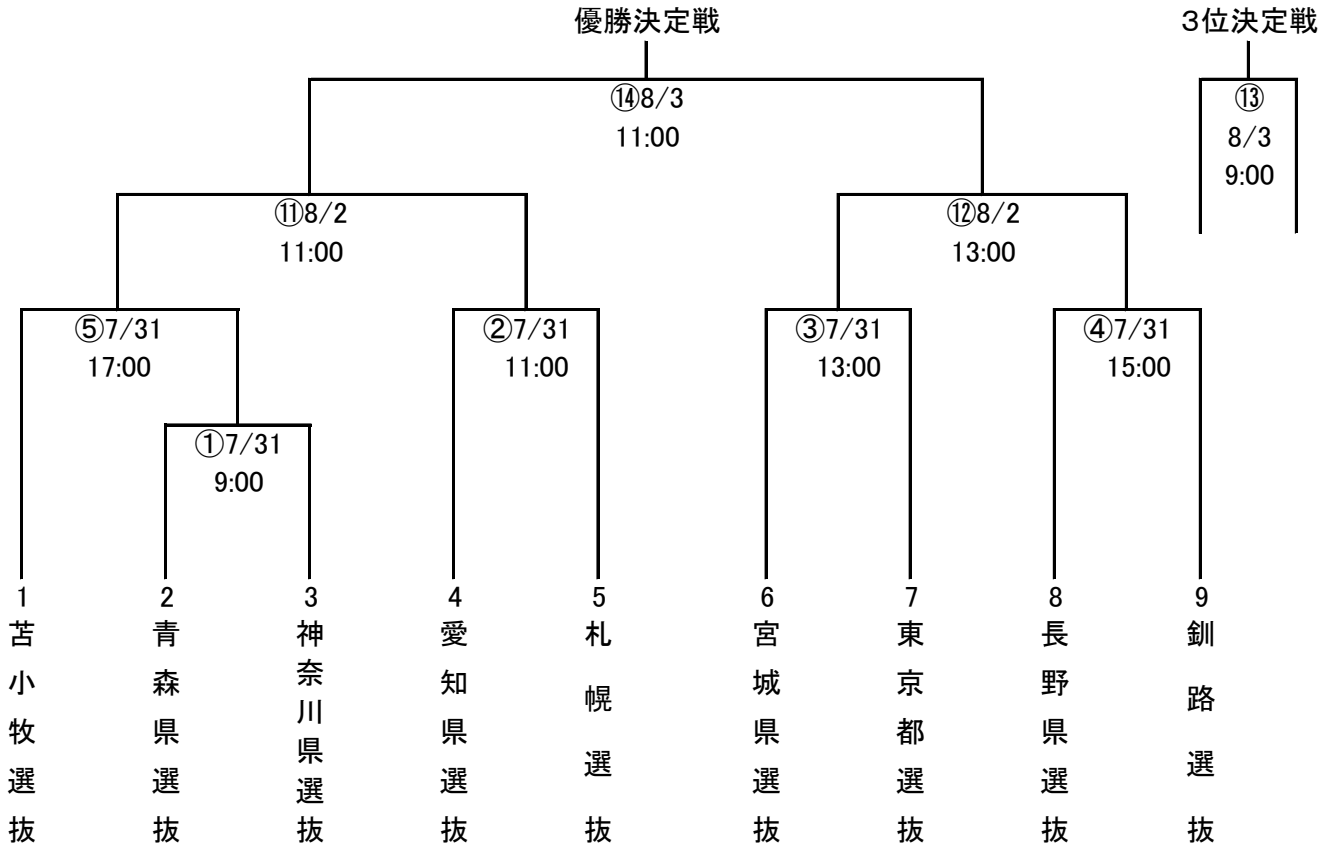 優勝決定戦
3位決定戦
⑭8/3
11:00
⑬
8/3
9:00
⑪8/2
11:00
⑫8/2
13:00
⑤7/31
17:00
②7/31
11:00
③7/31
13:00
④7/31
15:00
①7/31
9:00
1
苫小牧選抜
2
青森県選抜
3
神奈川県選抜
4
愛知県選抜
5
札幌選抜
6
宮城県選抜
7
東京都選抜
8
長野県選抜
9
釧路選抜